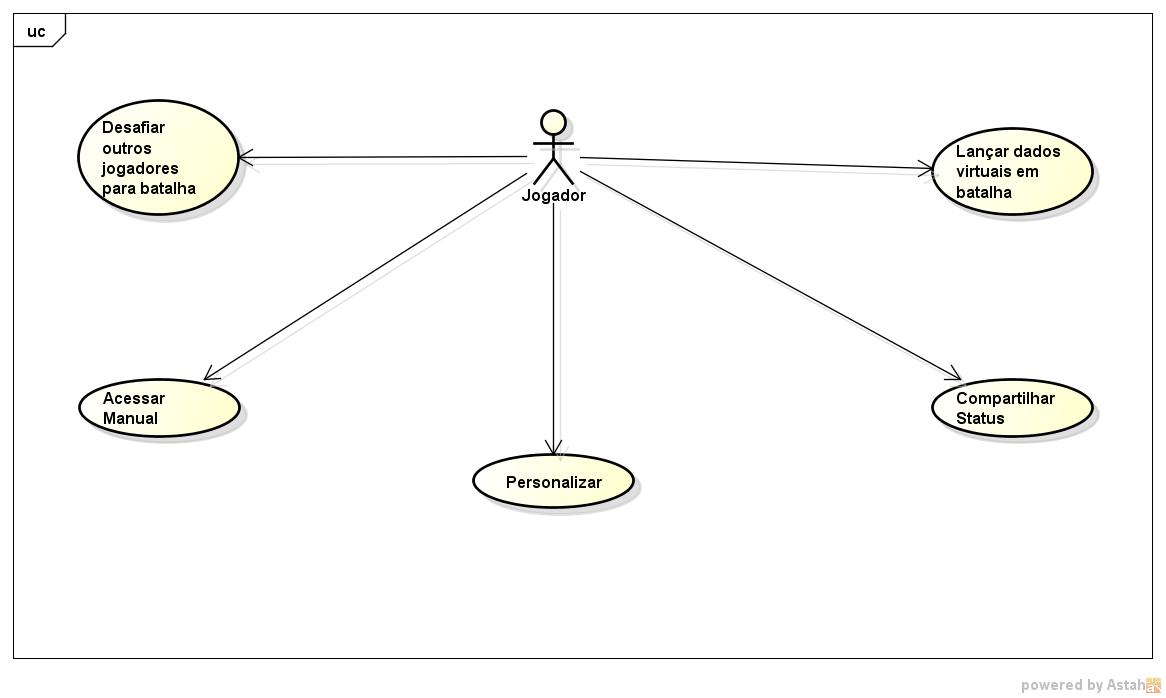 uc
Desafiar
outros
jogadores
para batalha
Jogador
Lançar dados
virtuais em
batalha
Acessar
Manual
Compartilhar
Status
Personalizar
powered by Astah